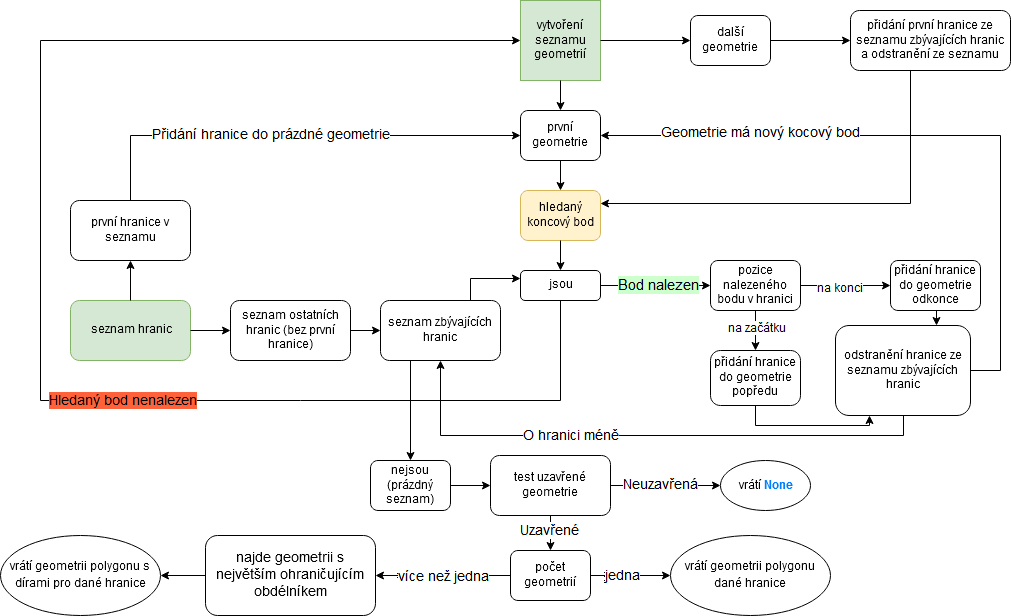 vytvoření
seznamu
geometrií
další
geometrie
přidání první hranice ze
seznamu zbývajících hranic
a odstranění ze seznamu
Přidání hranice do prázdné geometrie
první
geometrie
Geometrie má nový kocový bod
první hranice v
seznamu
hledaný
koncový bod
seznam hranic
seznam ostatních
hranic (bez první
hranice)
seznam zbývajících
hranic
jsou
Bod nalezen
pozice
nalezeného
bodu v hranici
na konci
přidání hranice
do geometrie
odkonce
na začátku
přidání hranice
do geometrie
popředu
odstranění hranice ze
seznamu zbývajících
hranic
Hledaný bod nenalezen
O hranici méně
nejsou
(prázdný
seznam)
test uzavřené
geometrie
Neuzavřená
vrátí None
Uzavřené
počet
geometrií
jedna
vrátí geometrii polygonu
dané hranice
více než jedna
najde geometrii s
největším ohraničujícím
obdélníkem
vrátí geometrii polygon s
dírami pro dané hranice